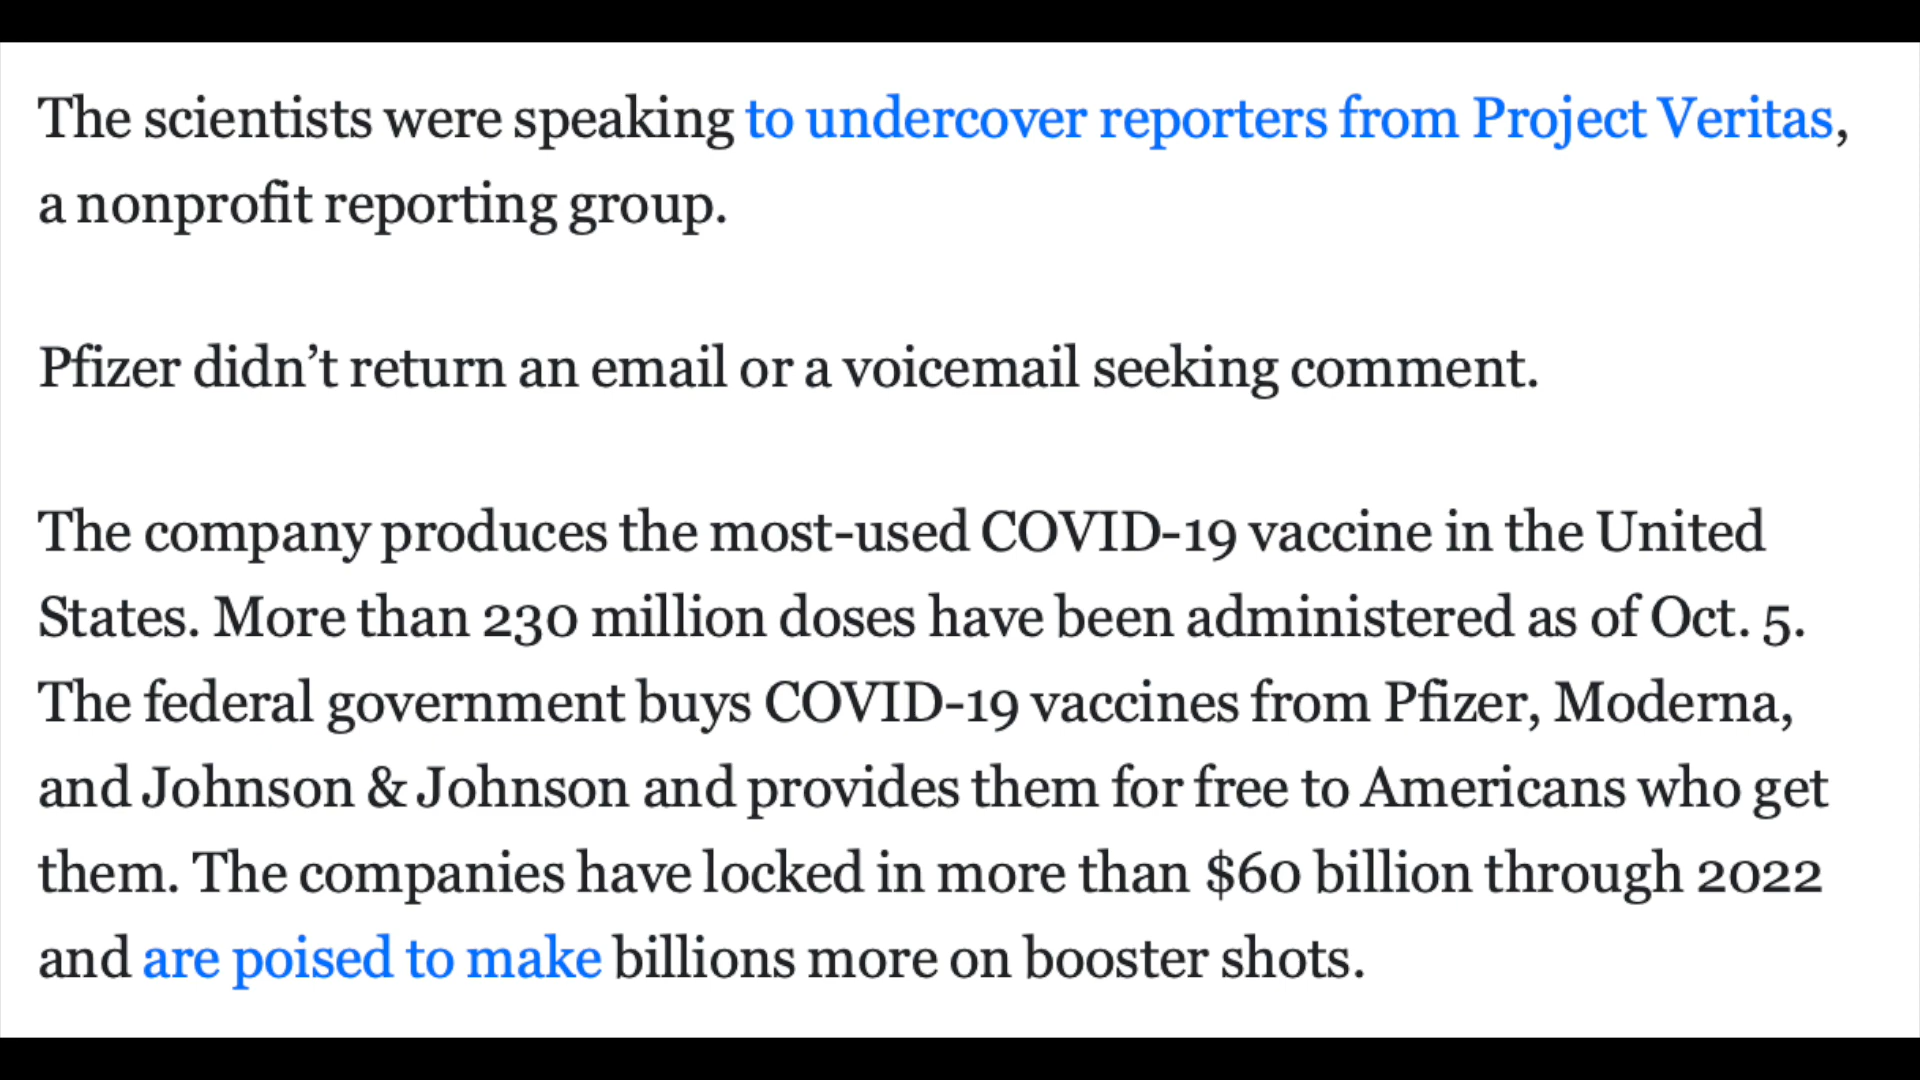 The scientists were speaking to undercover reporters from Project Veritas,
a nonprofit reporting group.
Pfizer didn’t return an email or a voicemail seeking comment.
The company produces the most-used COVID-19 vaccine in the United
States. More than 230 million doses have been administered as of Oct. 5.
The federal government buys COVID-19 vaccines from Pfizer, Moderna,
and Johnson & Johnson and provides them for free to Americans who get
them. The companies have locked in more than $60 billion through 2022
and are poised to make billions more on booster shots.